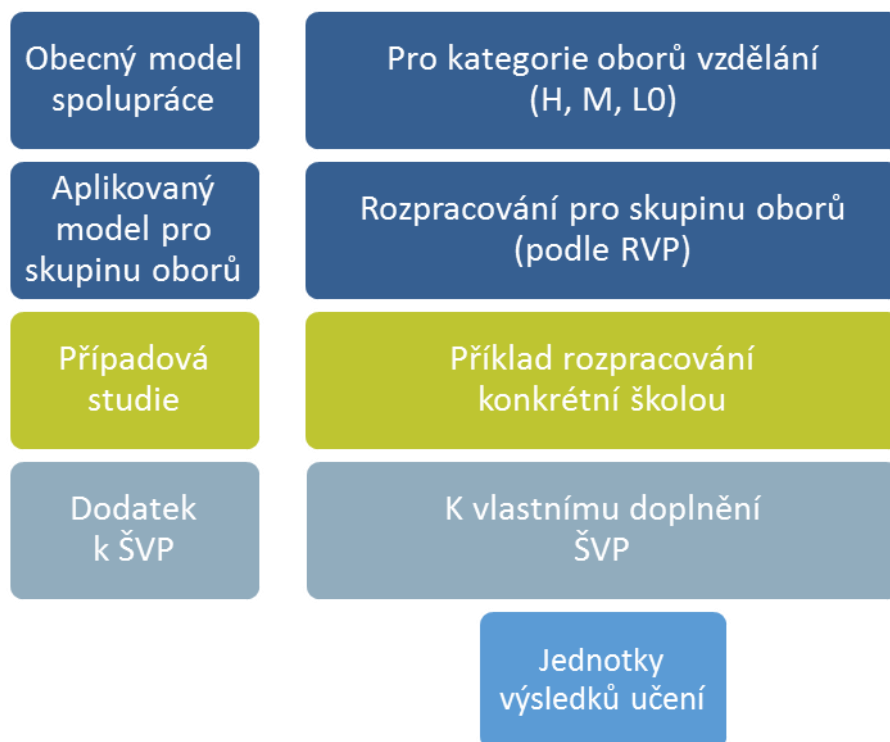 Obecný model
spolupráce
Pro kategorie oborů vzdělání
(H, M, L0)
Aplikovaný
model pro
skupinu oborů
Rozpracování pro skupinu oborů
(podle RVP)
Případová
studie
Příklad rozpracování
konkrétní školou
Dodatek
k ŠVP
K vlastnímu doplnění
ŠVP
Jednotky
výsledků učení